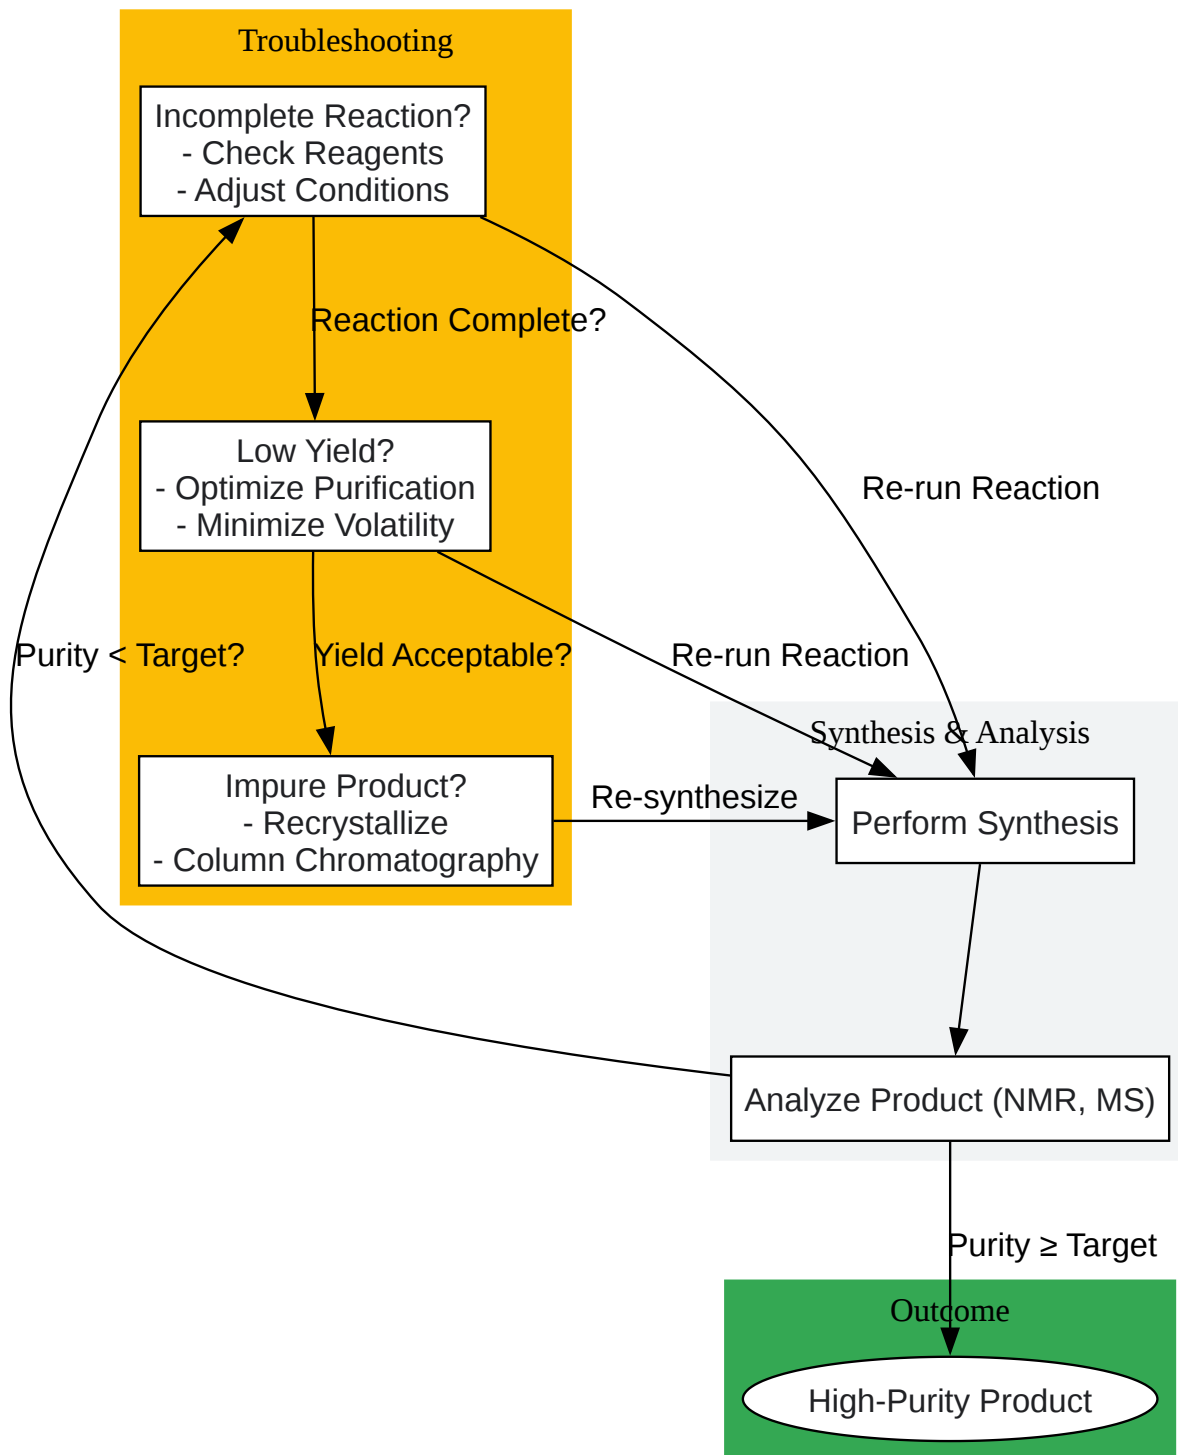 Troubleshooting
Incomplete Reaction?
- Check Reagents
- Adjust Conditions
Reaction Complete?
Low Yield?
- Optimize Purification
- Minimize Volatility
Re-run Reaction
Purity < Target?
Yield Acceptable?
Re-run Reaction
Synthesis & Analysis
Impure Product?
- Recrystallize
- Column Chromatography
Re-synthesize
Perform Synthesis
Analyze Product (NMR, MS)
Purity ≥ Target
Outcome
High-Purity Product